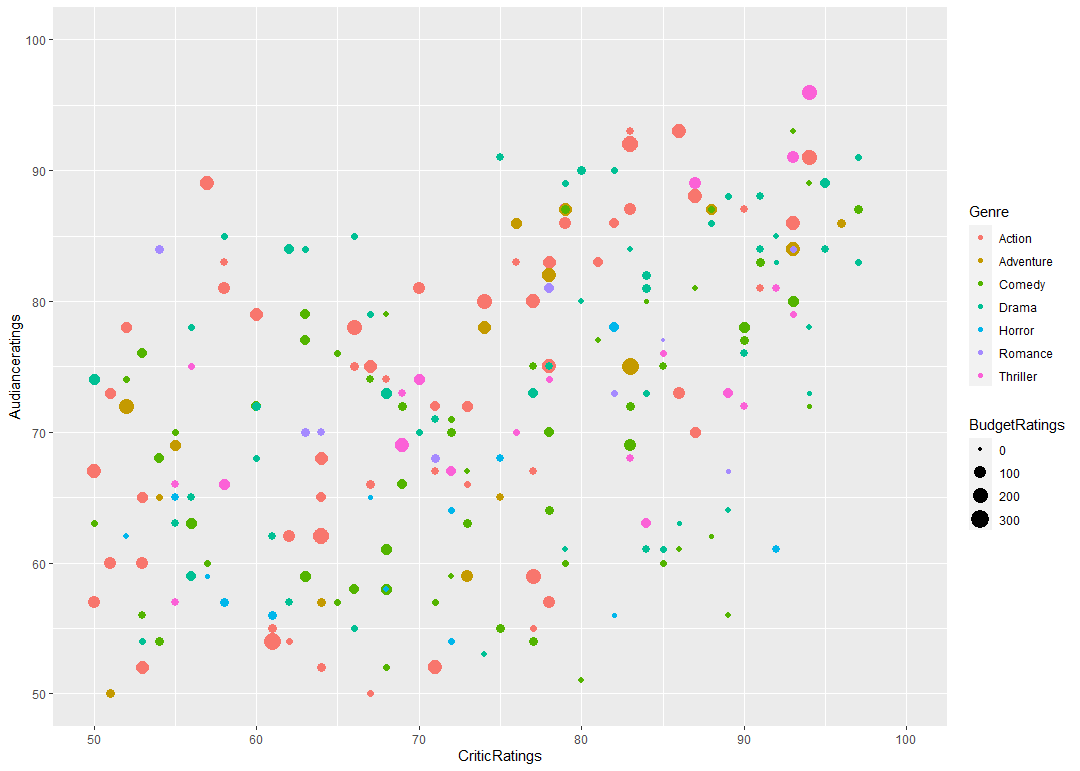 100
90
80
70
60
50
Audianceratings
50 60 70 80 90 100
CriticRatings
Genre
Action
Adventure
Comedy
Drama
Horror
Romance
Thriller
BudgetRatings
0
100
200
300